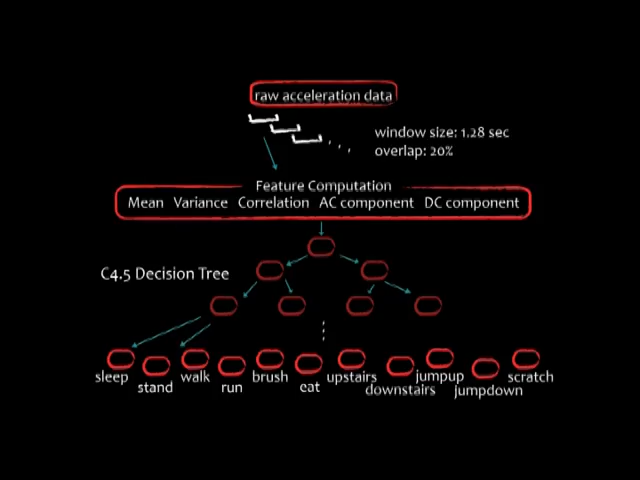 raw acceleration data
window size: 1.28 sec
overlap: 20%
Feature Computation
Mean Variance Correlation AC component DC component
C4.5 Decision Tree
sleep stand walk run brush eat upstairs downstairs jumpup jumpdown scratch